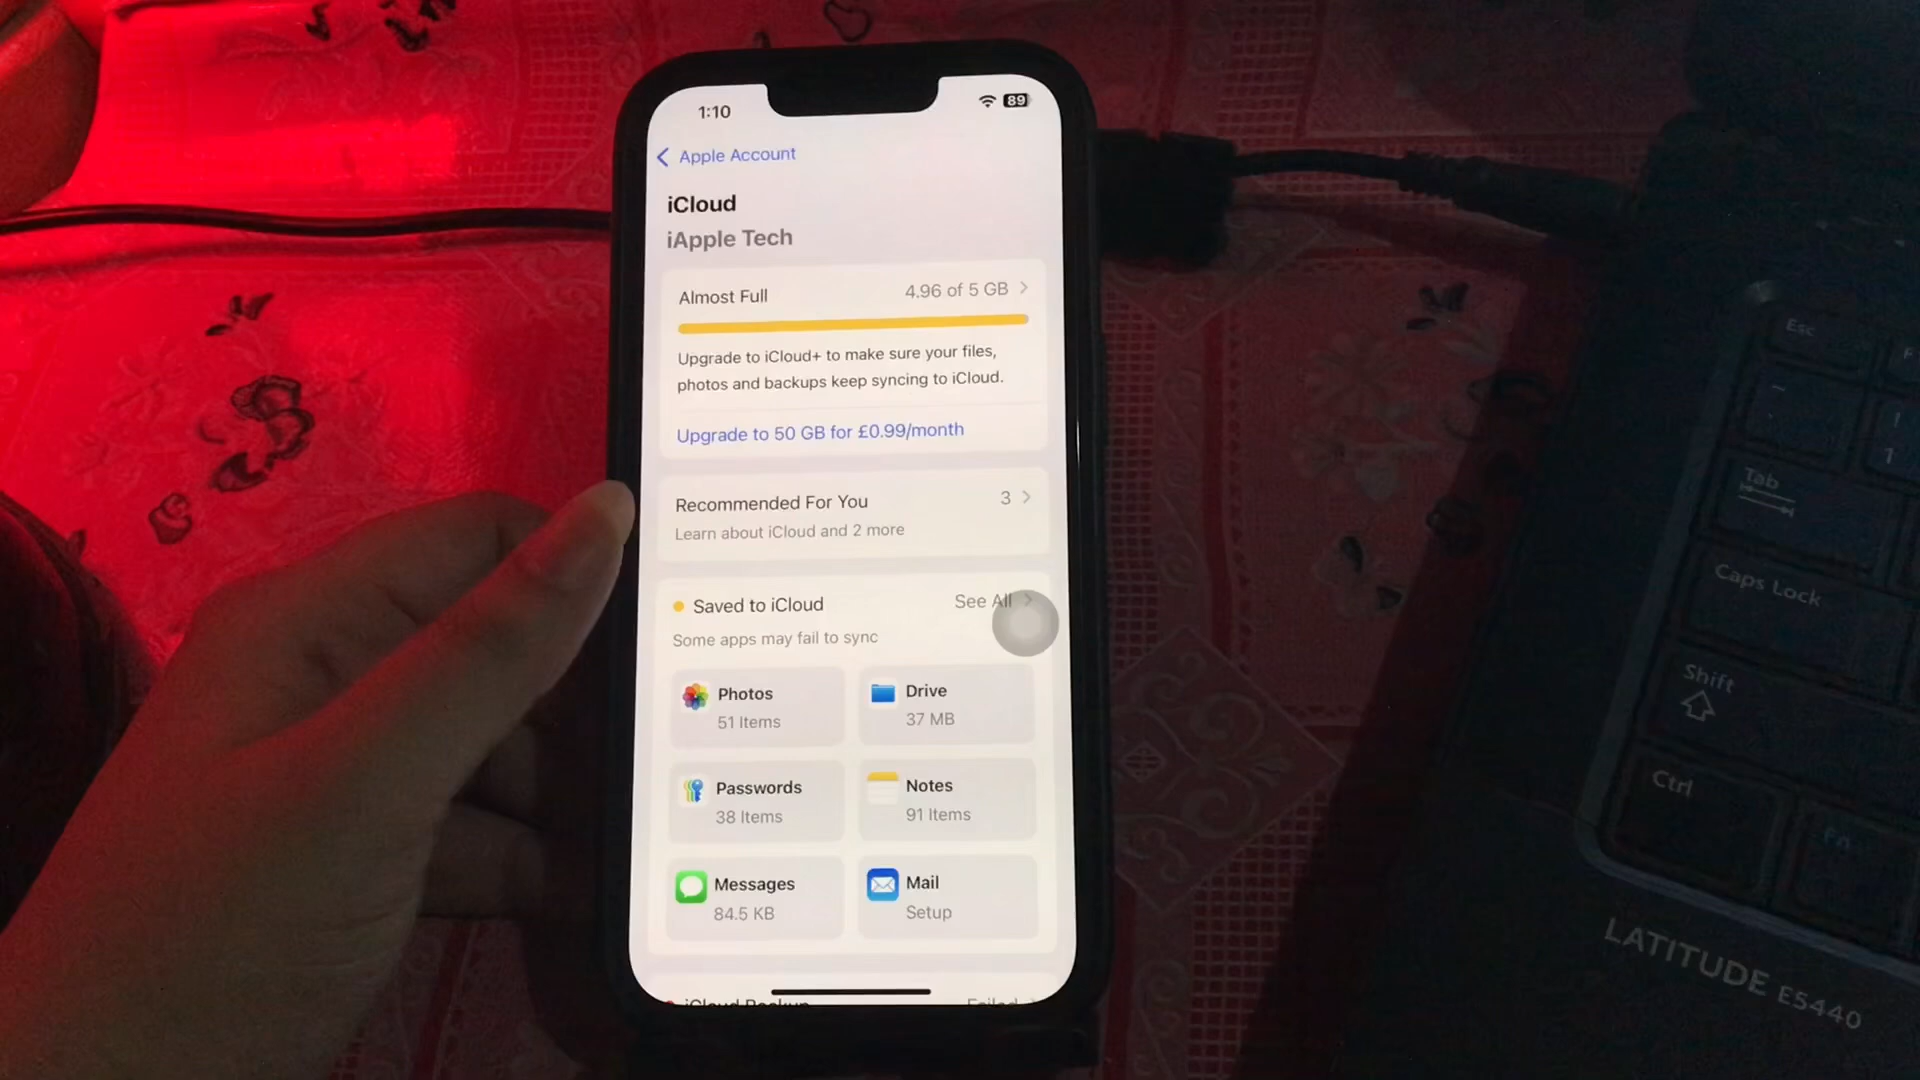 1:10
89
Apple Account
iCloud
iApple Tech
Almost Full 4.96 of 5 GB
Upgrade to iCloud+ to make sure your files,
photos and backups keep syncing to iCloud.
Upgrade to 50 GB for £0.99/month
Recommended For You 3
Learn about iCloud and 2 more
Saved to iCloud See All
Some apps may fail to sync
Photos
51 Items
Drive
37 MB
Passwords
38 Items
Notes
91 Items
Messages
84.5 KB
Mail
Setup
iCloud Backup Failed
Esc
F
~
!
1
Tab
Caps Lock
Shift
Ctrl
Fn
LATITUDE E5440